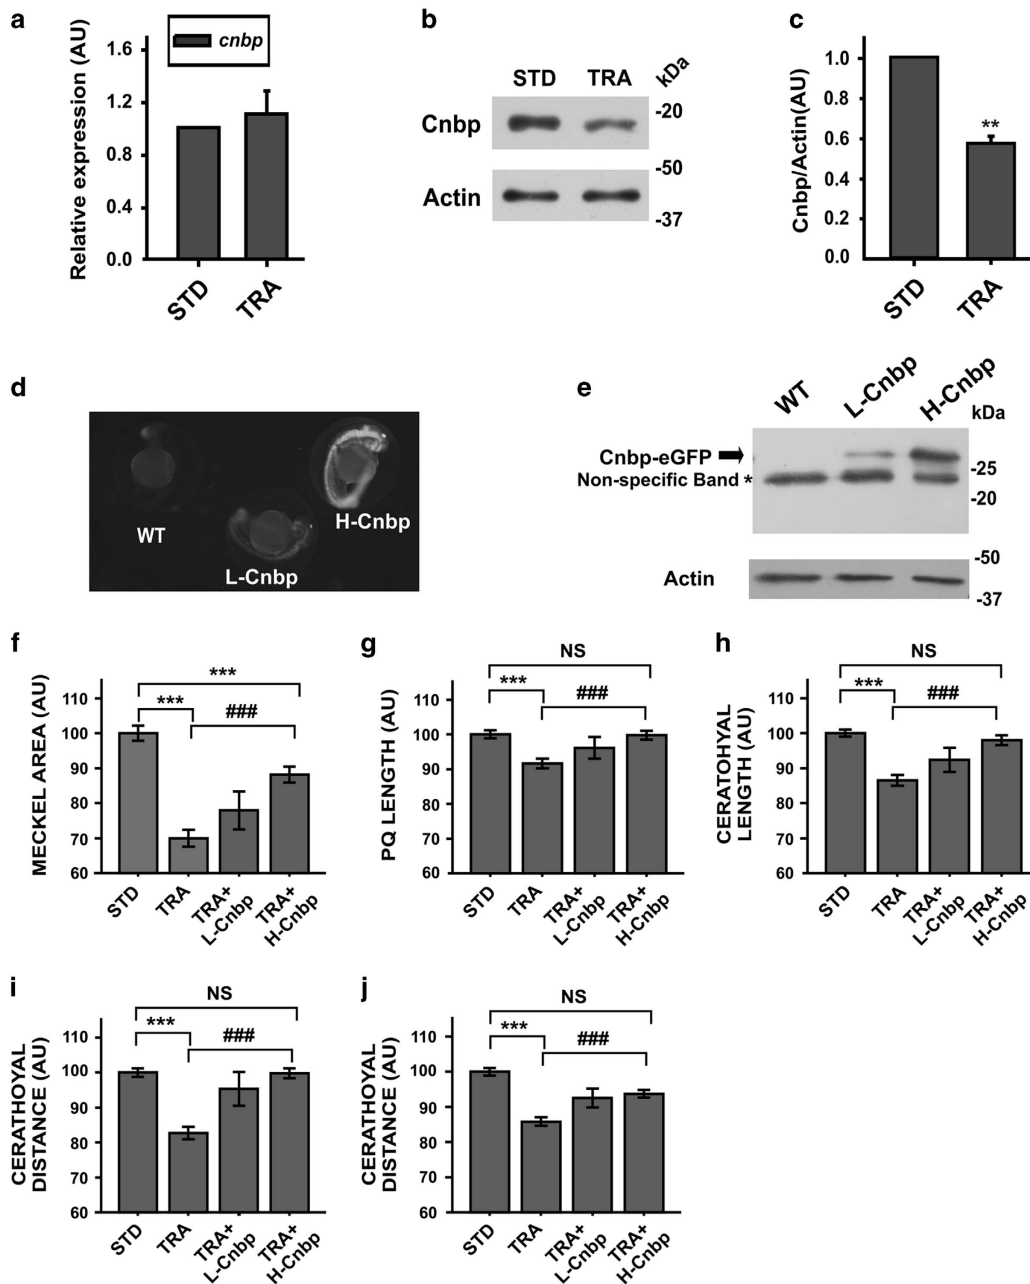 a
Relative expression (AU)
1.6
1.2
0.8
0.4
0.0
cnbp
STD
TRA
b
STD TRA kDa
Cnbp
-20
-50
Actin
-37
c
Cnbp/Actin(AU)
1.0
0.8
0.6
0.4
0.2
0.0
**
STD
TRA
d
WT
L-Cnbp
H-Cnbp
e
WT L-Cnbp H-Cnbp
kDa
Cnbp-eGFP
Non-specific Band *
-25
-20
-50
Actin
-37
f
MECKEL AREA (AU)
110
100
90
80
70
60
***
***
###
STD
TRA
TRA+
L-Cnbp
TRA+
H-Cnbp
g
PQ LENGTH (AU)
110
100
90
80
70
60
NS
***
###
STD
TRA
TRA+
L-Cnbp
TRA+
H-Cnbp
h
CERATOHYAL
LENGTH (AU)
110
100
90
80
70
60
NS
***
###
STD
TRA
TRA+
L-Cnbp
TRA+
H-Cnbp
i
CERATHOYAL
DISTANCE (AU)
110
100
90
80
70
60
NS
***
###
STD
TRA
TRA+
L-Cnbp
TRA+
H-Cnbp
j
CERATHOYAL
DISTANCE (AU)
110
100
90
80
70
60
NS
***
###
STD
TRA
TRA+
L-Cnbp
TRA+
H-Cnbp